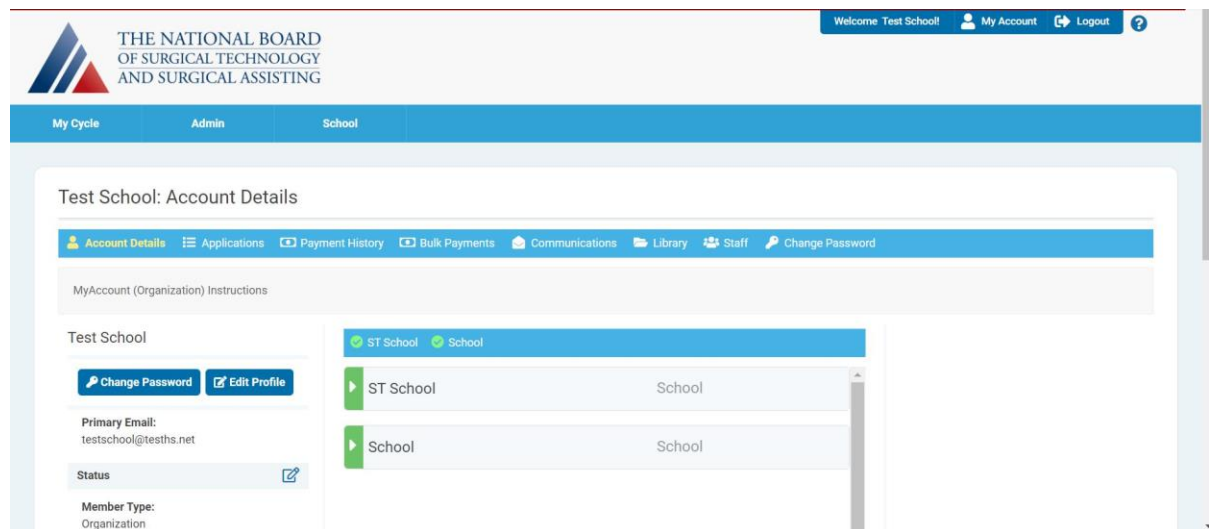 Welcome Test School! My Account Logout
THE NATIONAL BOARD
OF SURGICAL TECHNOLOGY
AND SURGICAL ASSISTING
My Cycle Admin School
Test School: Account Details
Account Details Applications Payment History Bulk Payments Communications Library Staff Change Password
MyAccount (Organization) Instructions
Test School
Change Password Edit Profile
Primary Email:
testschool@tesths.net
Status
Member Type:
Organization
ST School School
ST School School
School School